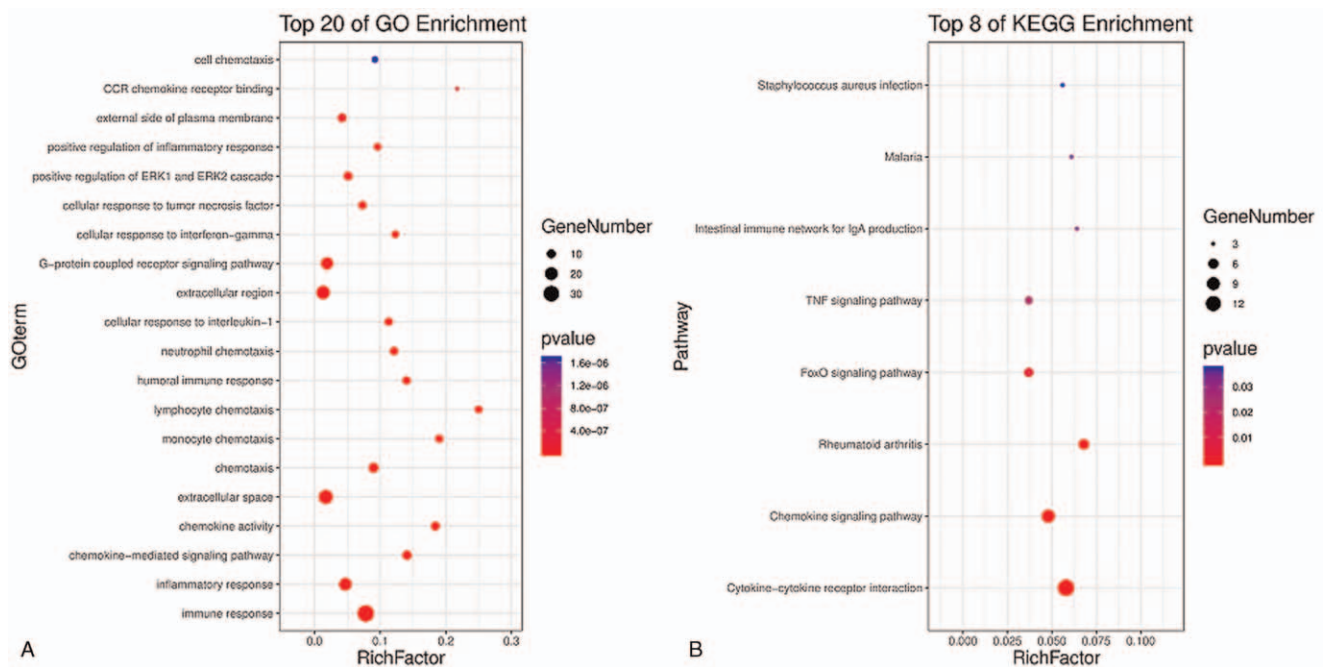 Top 20 of GO Enrichment
GOterm
cell chemotaxis
CCR chemokine receptor binding
external side of plasma membrane
positive regulation of inflammatory response
positive regulation of ERK1 and ERK2 cascade
cellular response to tumor necrosis factor
cellular response to interferon-gamma
G-protein coupled receptor signaling pathway
extracellular region
cellular response to interleukin-1
neutrophil chemotaxis
humoral immune response
lymphocyte chemotaxis
monocyte chemotaxis
chemotaxis
extracellular space
chemokine activity
chemokine-mediated signaling pathway
inflammatory response
immune response
0.0 0.1 0.2 0.3
RichFactor
GeneNumber
10
20
30
pvalue
1.6e-06
1.2e-06
8.0e-07
4.0e-07
A
Top 8 of KEGG Enrichment
Pathway
Staphylococcus aureus infection
Malaria
Intestinal immune network for IgA production
TNF signaling pathway
FoxO signaling pathway
Rheumatoid arthritis
Chemokine signaling pathway
Cytokine-cytokine receptor interaction
0.000 0.025 0.050 0.075 0.100
RichFactor
GeneNumber
3
6
9
12
pvalue
0.03
0.02
0.01
B